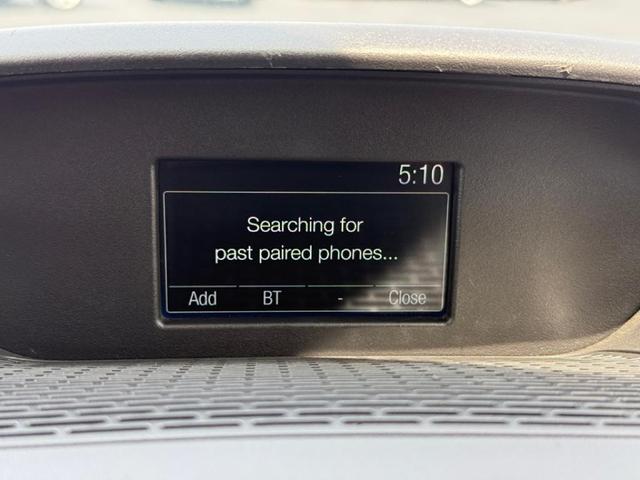 5:10
Searching for
past paired phones...
Add BT - Close